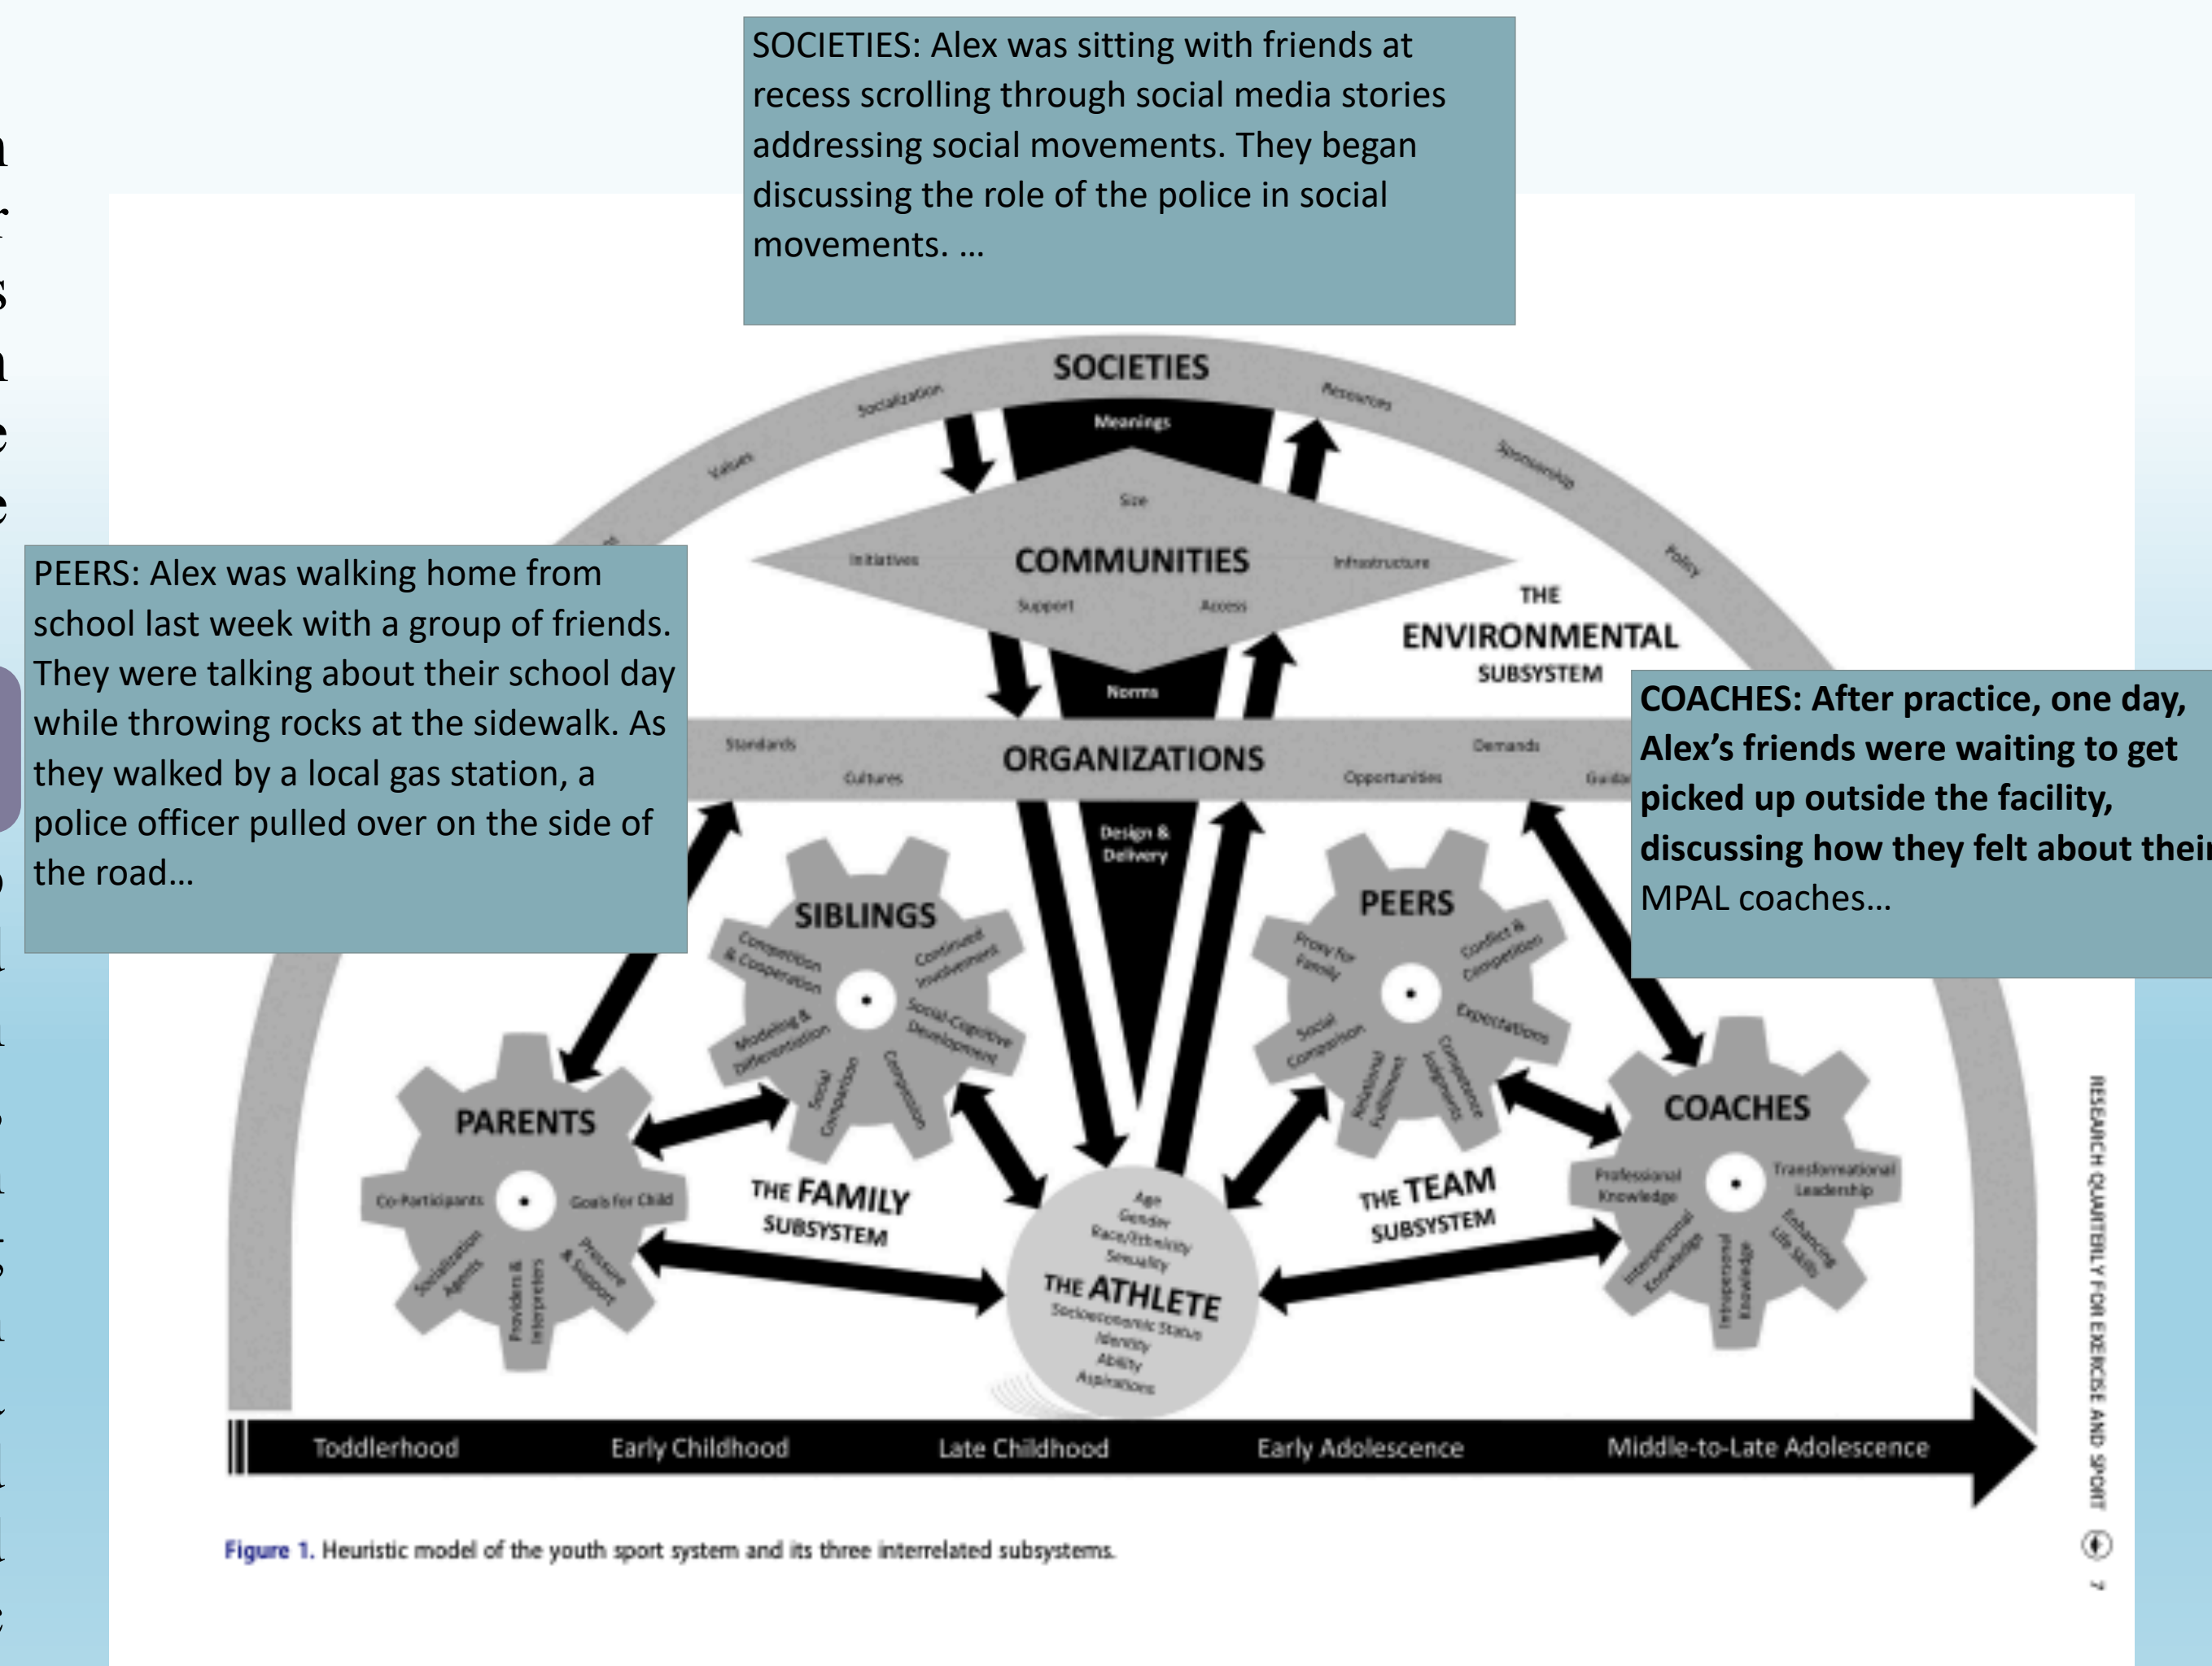 SOCIETIES: Alex was sitting with friends at
recess scrolling through social media stories
addressing social movements. They began
discussing the role of the police in social
movements. ...
PEERS: Alex was walking home from
school last week with a group of friends.
They were talking about their school day
while throwing rocks at the sidewalk. As
they walked by a local gas station, a
police officer pulled over on the side of
the road...
COACHES: After practice, one day,
Alex's friends were waiting to get
picked up outside the facility,
discussing how they felt about their
MPAL coaches...
SOCIETIES
Values
Socialization
Resources
Sponsorship
Policy
Meanings
Size
Initiatives
COMMUNITIES
Infrastructure
Support
Access
THE
ENVIRONMENTAL
SUBSYSTEM
Norms
Standards
Cultures
ORGANIZATIONS
Opportunities
Demands
Design &
Delivery
SIBLINGS
Competition
& Cooperation
Continued
Involvement
Modeling &
Differentiation
Social-Cognitive
Development
Social
Comparison
Compression
PEERS
Proxy for
Family
Conflict &
Competition
Social
Comparison
Expectations
Relational
Fulfillment
Competence
Judgments
PARENTS
Co-Participants
Goals for Child
Socialization
Agents
Providers &
Interpreters
Pressure
& Support
THE FAMILY
SUBSYSTEM
THE TEAM
SUBSYSTEM
COACHES
Professional
Knowledge
Transformational
Leadership
Interpersonal
Knowledge
Intrapersonal
Knowledge
Enhancing
Life Skills
Age
Gender
Race/Ethnicity
Sexuality
THE ATHLETE
Socioeconomic Status
Identity
Ability
Aspirations
Toddlerhood
Early Childhood
Late Childhood
Early Adolescence
Middle-to-Late Adolescence
RESEARCH QUARTERLY FOR EXERCISE AND SPORT
7
Figure 1. Heuristic model of the youth sport system and its three interrelated subsystems.